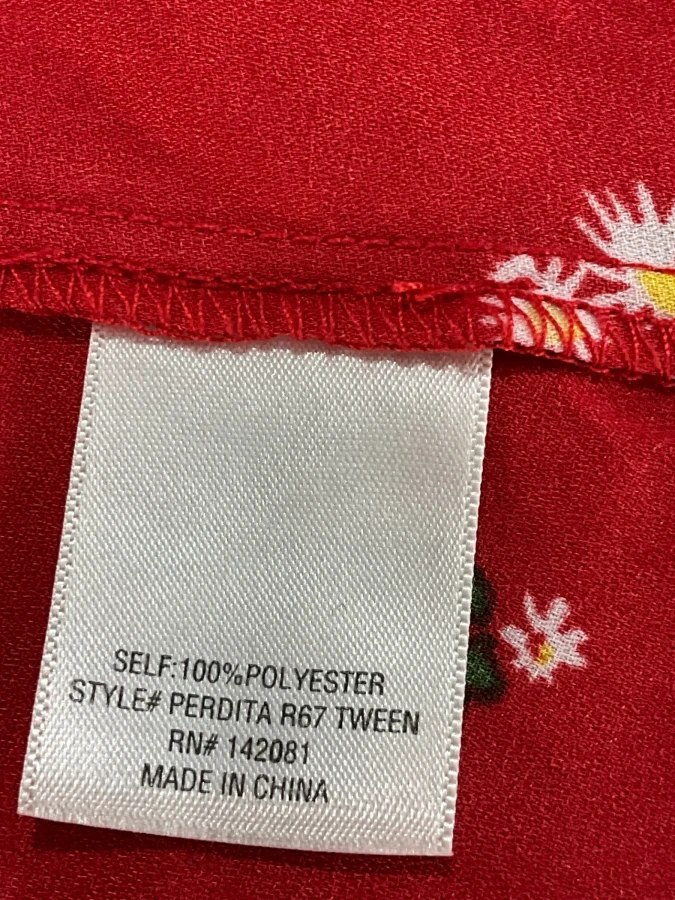 SELF:100%POLYESTER
STYLE# PERDITA R67 TWEEN
RN# 142081
MADE IN CHINA